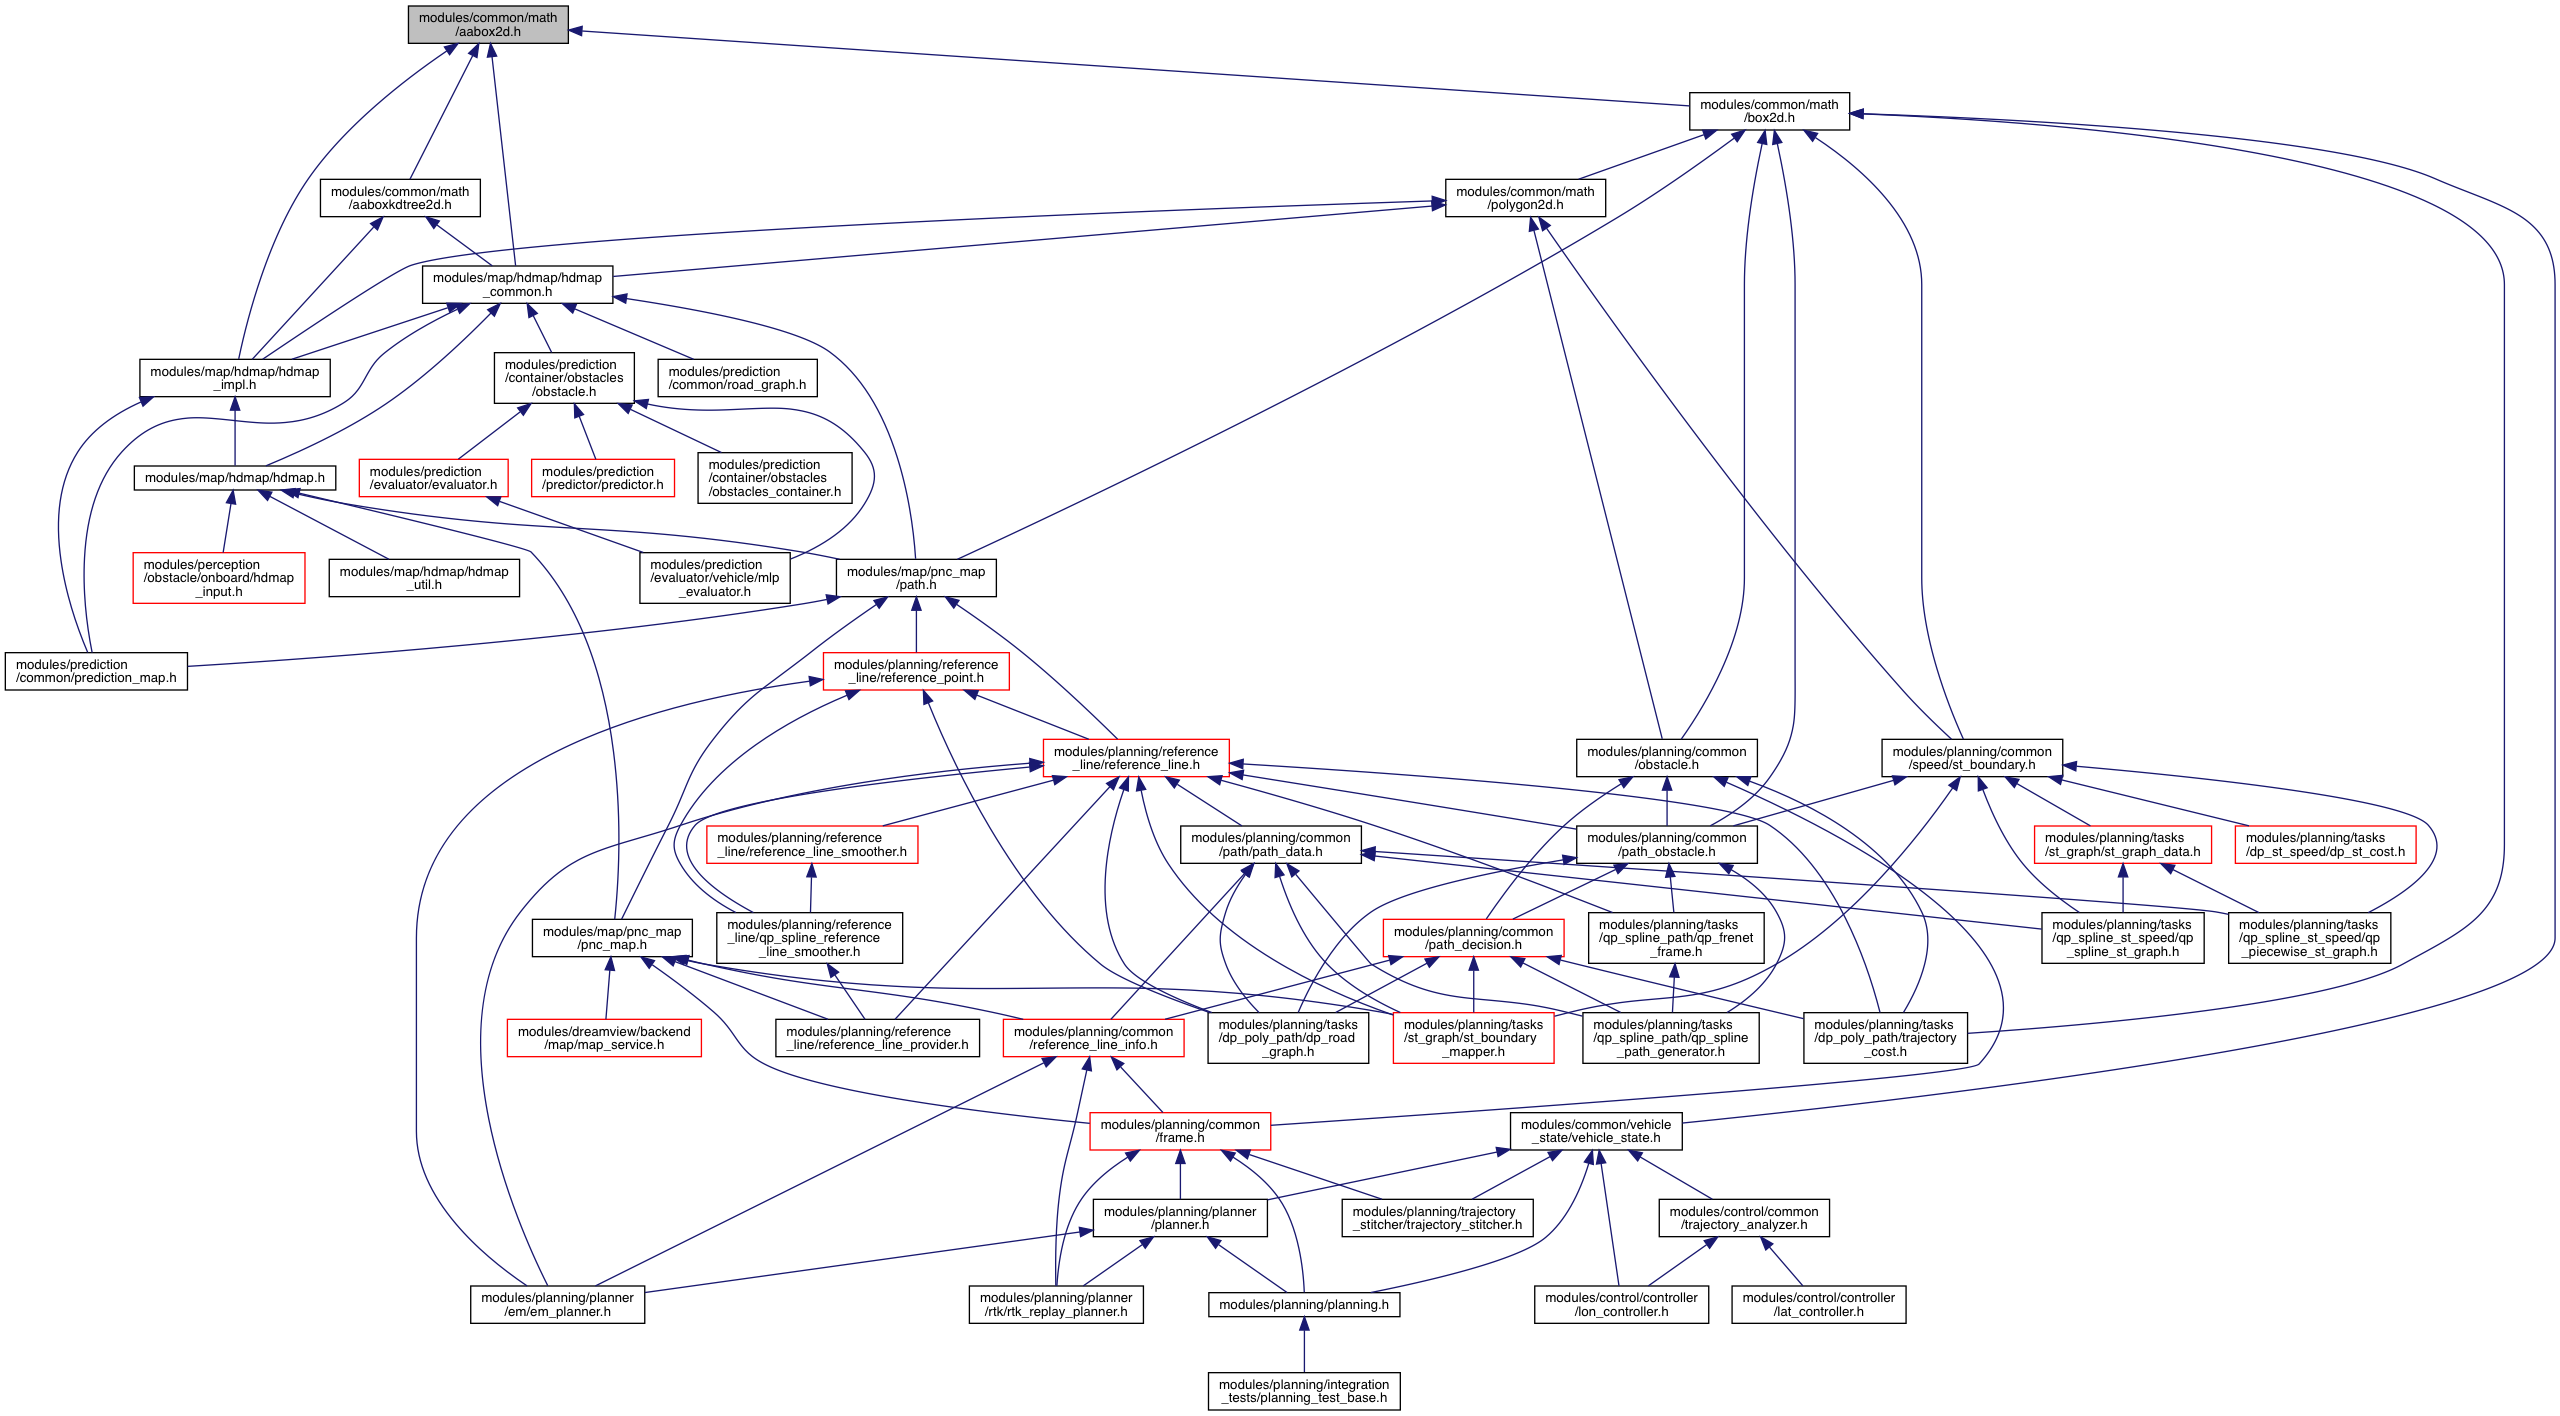 modules/common/math
/aabox2d.h
modules/common/math
/box2d.h
modules/common/math
/aaboxkdtree2d.h
modules/common/math
/polygon2d.h
modules/map/hdmap/hdmap
_common.h
modules/map/hdmap/hdmap
_impl.h
modules/prediction
/container/obstacles
/obstacle.h
modules/prediction
/common/road_graph.h
modules/map/hdmap/hdmap.h
modules/prediction
/evaluator/evaluator.h
modules/prediction
/predictor/predictor.h
modules/prediction
/container/obstacles
/obstacles_container.h
modules/perception
/obstacle/onboard/hdmap
_input.h
modules/map/hdmap/hdmap
_util.h
modules/prediction
/evaluator/vehicle/mlp
_evaluator.h
modules/map/pnc_map
/path.h
modules/prediction
/common/prediction_map.h
modules/planning/reference
_line/reference_point.h
modules/planning/reference
_line/reference_line.h
modules/planning/common
/obstacle.h
modules/planning/common
/speed/st_boundary.h
modules/planning/reference
_line/reference_line_smoother.h
modules/planning/common
/path/path_data.h
modules/planning/common
/path_obstacle.h
modules/planning/tasks
/st_graph/st_graph_data.h
modules/planning/tasks
/dp_st_speed/dp_st_cost.h
modules/map/pnc_map
/pnc_map.h
modules/planning/reference
_line/qp_spline_reference
_line_smoother.h
modules/planning/common
/path_decision.h
modules/planning/tasks
/qp_spline_path/qp_frenet
_frame.h
modules/planning/tasks
/qp_spline_st_speed/qp
_spline_st_graph.h
modules/planning/tasks
/qp_spline_st_speed/qp
_piecewise_st_graph.h
modules/dreamview/backend
/map/map_service.h
modules/planning/reference
_line/reference_line_provider.h
modules/planning/common
/reference_line_info.h
modules/planning/tasks
/dp_poly_path/dp_road
_graph.h
modules/planning/tasks
/st_graph/st_boundary
_mapper.h
modules/planning/tasks
/qp_spline_path/qp_spline
_path_generator.h
modules/planning/tasks
/dp_poly_path/trajectory
_cost.h
modules/planning/common
/frame.h
modules/common/vehicle
_state/vehicle_state.h
modules/planning/planner
/planner.h
modules/planning/trajectory
_stitcher/trajectory_stitcher.h
modules/control/common
/trajectory_analyzer.h
modules/planning/planner
/em/em_planner.h
modules/planning/planner
/rtk/rtk_replay_planner.h
modules/planning/planning.h
modules/control/controller
/lon_controller.h
modules/control/controller
/lat_controller.h
modules/planning/integration
_tests/planning_test_base.h